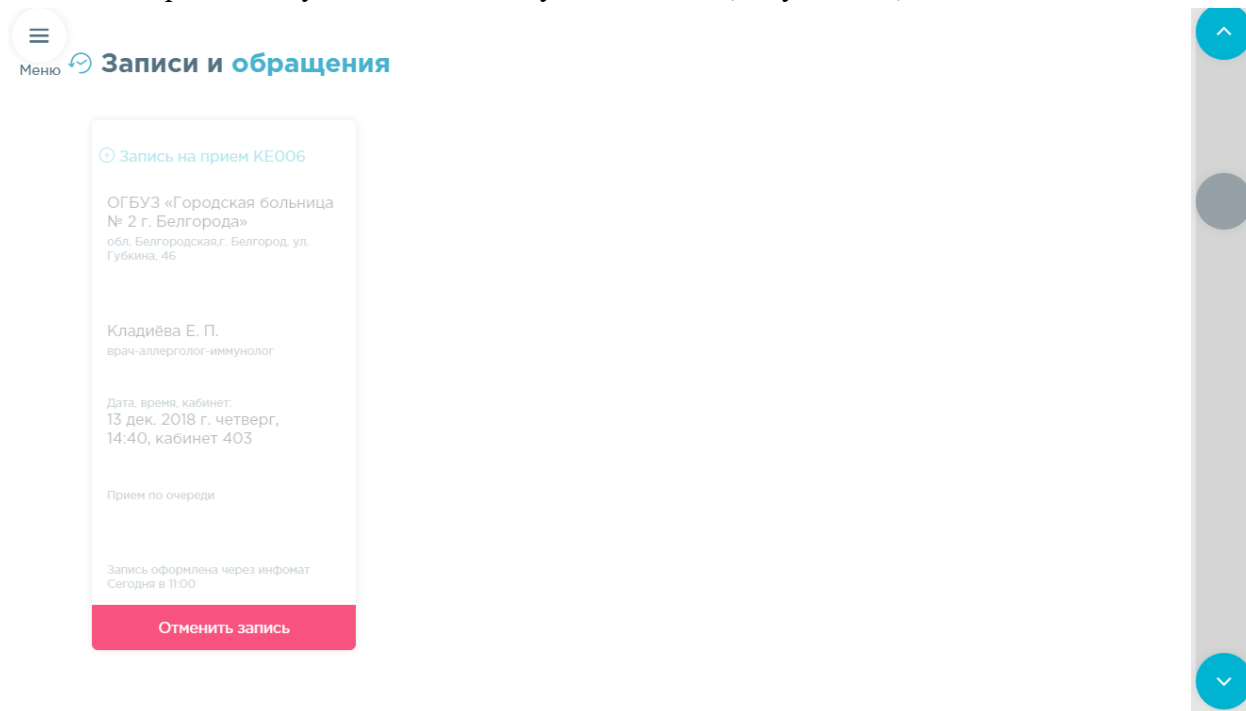 Меню
Записи и обращения
Запись на прием KE006
ОГБУЗ «Городская больница
№ 2 г. Белгорода»
обл. Белгородская,г. Белгород, ул.
Губкина, 46
Кладиёва Е. П.
врач-аллерголог-иммунолог
Дата, время, кабинет:
13 дек. 2018 г. четверг,
14:40, кабинет 403
Прием по очереди
Запись оформлена через инфомат
Сегодня в 11:00
Отменить запись